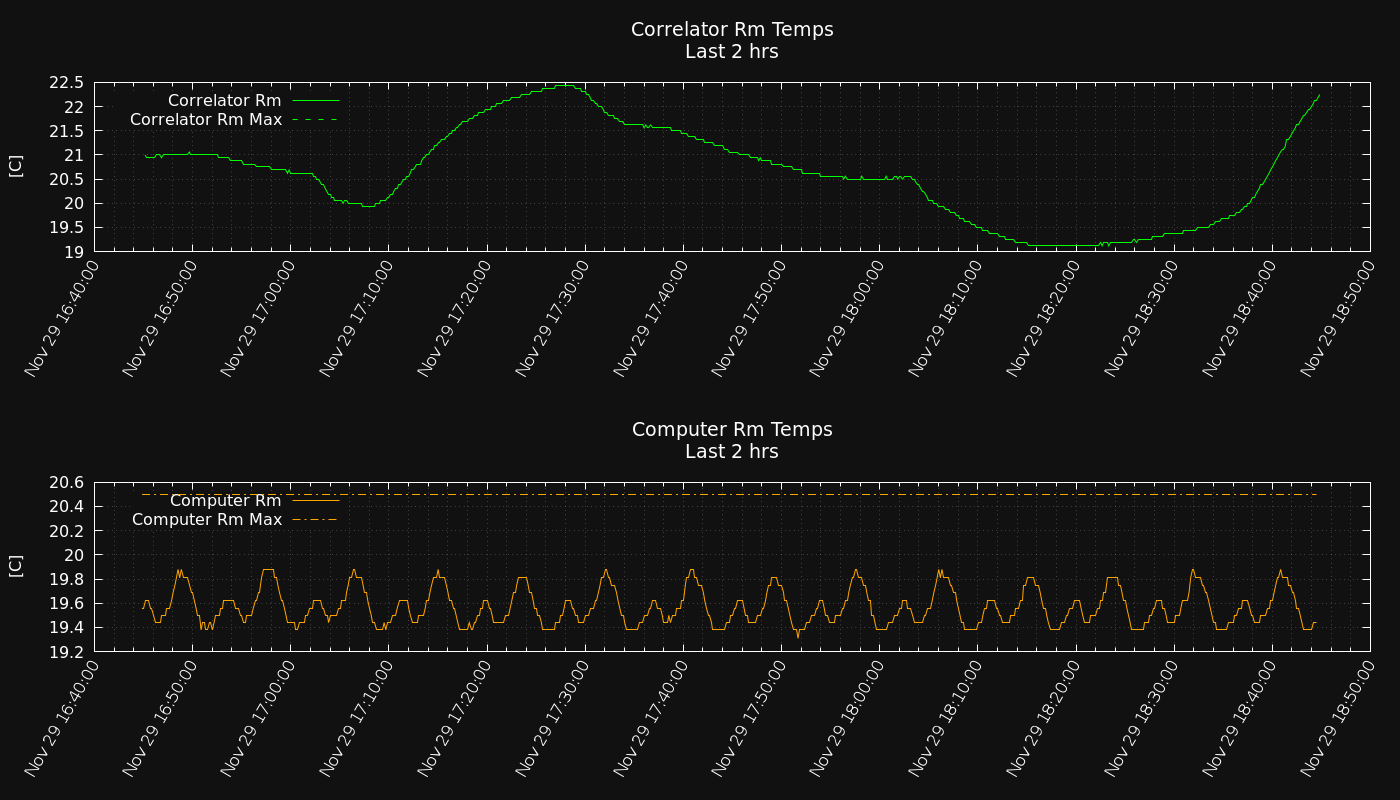 Correlator Rm Temps
Last 2 hrs
22.5
22
21.5
21
20.5
20
19.5
19
[C]
Correlator Rm
Correlator Rm Max
Nov 29 16:40:00
Nov 29 16:50:00
Nov 29 17:00:00
Nov 29 17:10:00
Nov 29 17:20:00
Nov 29 17:30:00
Nov 29 17:40:00
Nov 29 17:50:00
Nov 29 18:00:00
Nov 29 18:10:00
Nov 29 18:20:00
Nov 29 18:30:00
Nov 29 18:40:00
Nov 29 18:50:00
Computer Rm Temps
Last 2 hrs
20.6
20.4
20.2
20
19.8
19.6
19.4
19.2
[C]
Computer Rm
Computer Rm Max
Nov 29 16:40:00
Nov 29 16:50:00
Nov 29 17:00:00
Nov 29 17:10:00
Nov 29 17:20:00
Nov 29 17:30:00
Nov 29 17:40:00
Nov 29 17:50:00
Nov 29 18:00:00
Nov 29 18:10:00
Nov 29 18:20:00
Nov 29 18:30:00
Nov 29 18:40:00
Nov 29 18:50:00